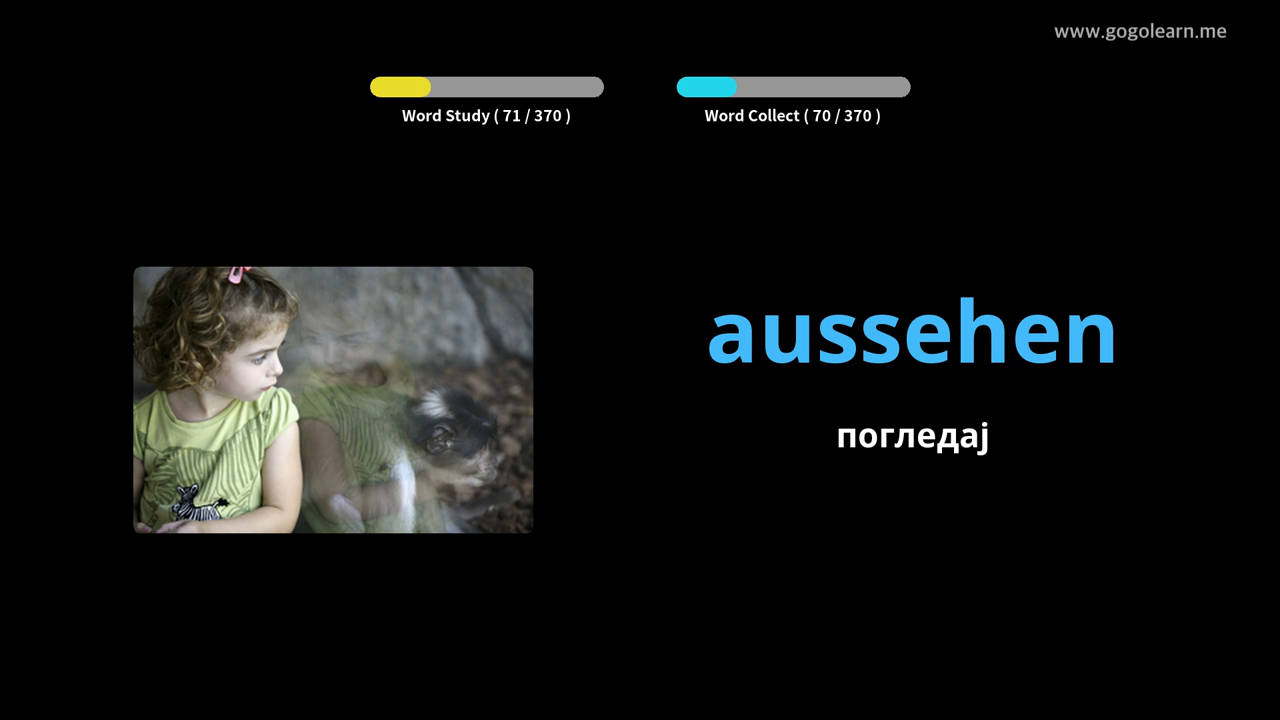 www.gogolearn.me
Word Study ( 71 / 370 )
Word Collect ( 70 / 370 )
aussehen
погледај